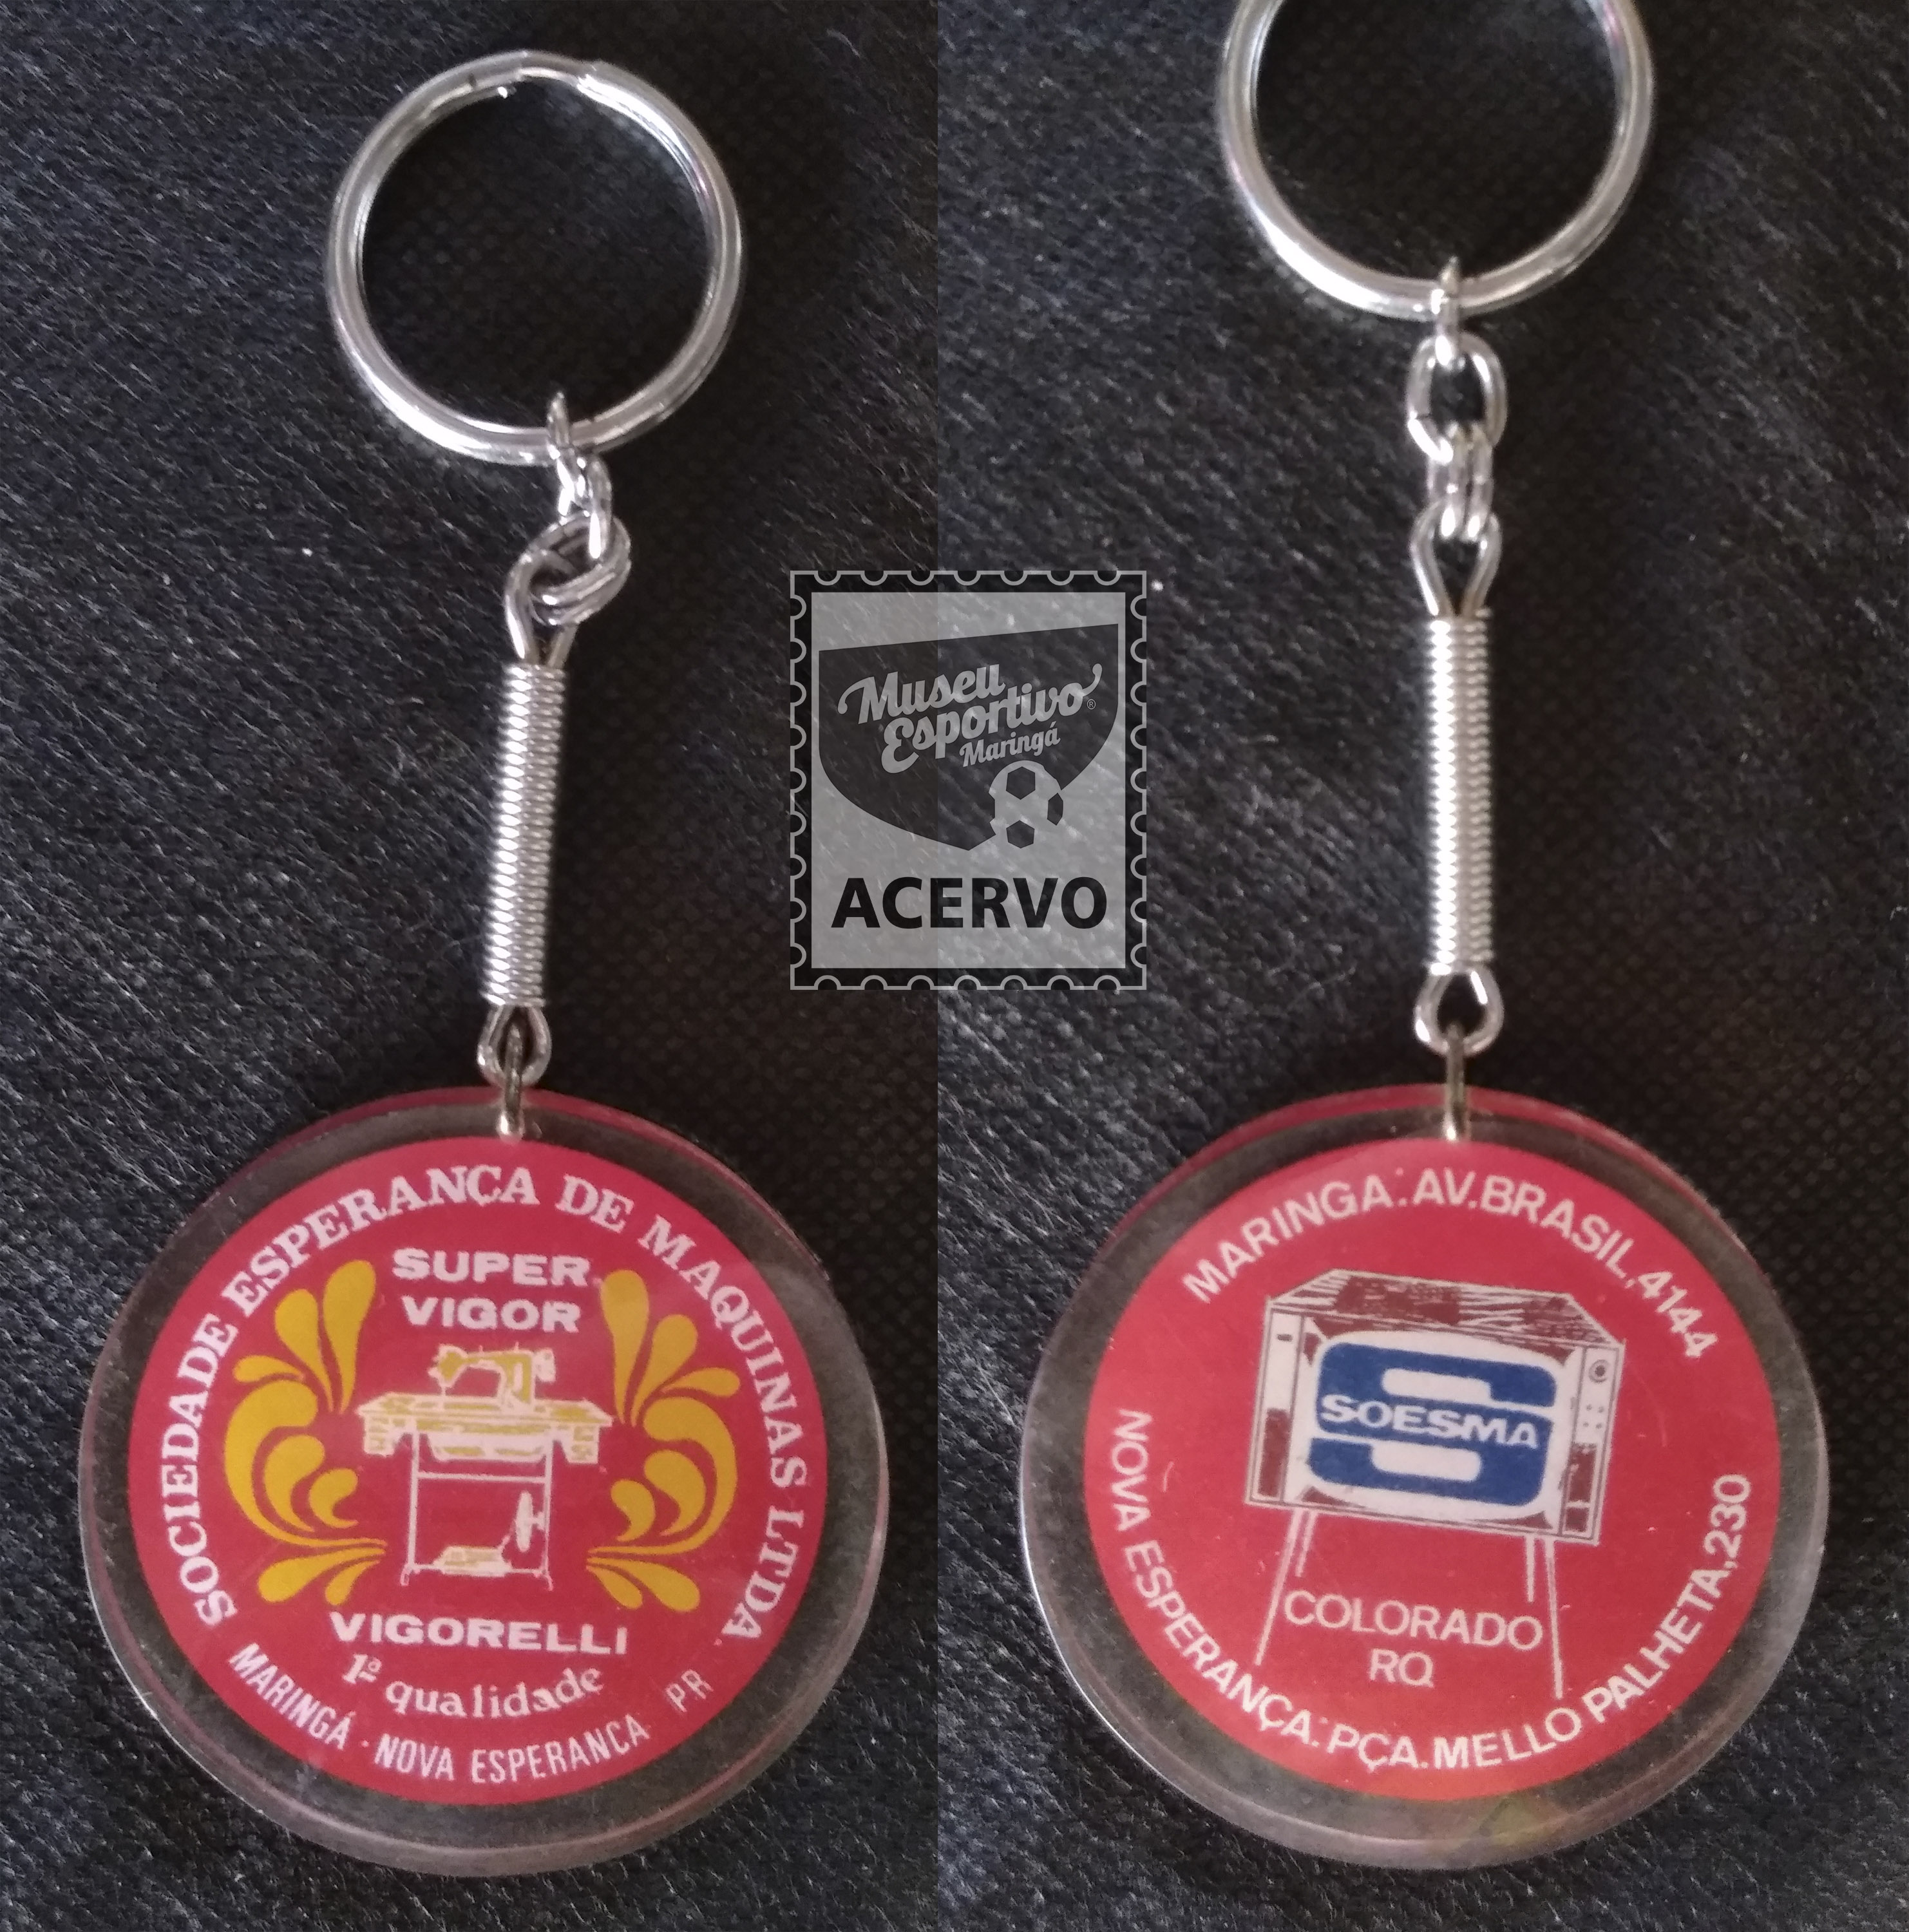 SOCIEDADE ESPERANÇA DE MAQUINAS LTDA.
SUPER
VIGOR
VIGORELLI
1ª qualidade
MARINGÁ - NOVA ESPERANCA PR
Museu
Esportivo®
Maringá
ACERVO
MARINGA: AV.BRASIL,4144
SOESMA
COLORADO
RQ
NOVA ESPERANÇA: PÇA.MELLO PALHETA,230